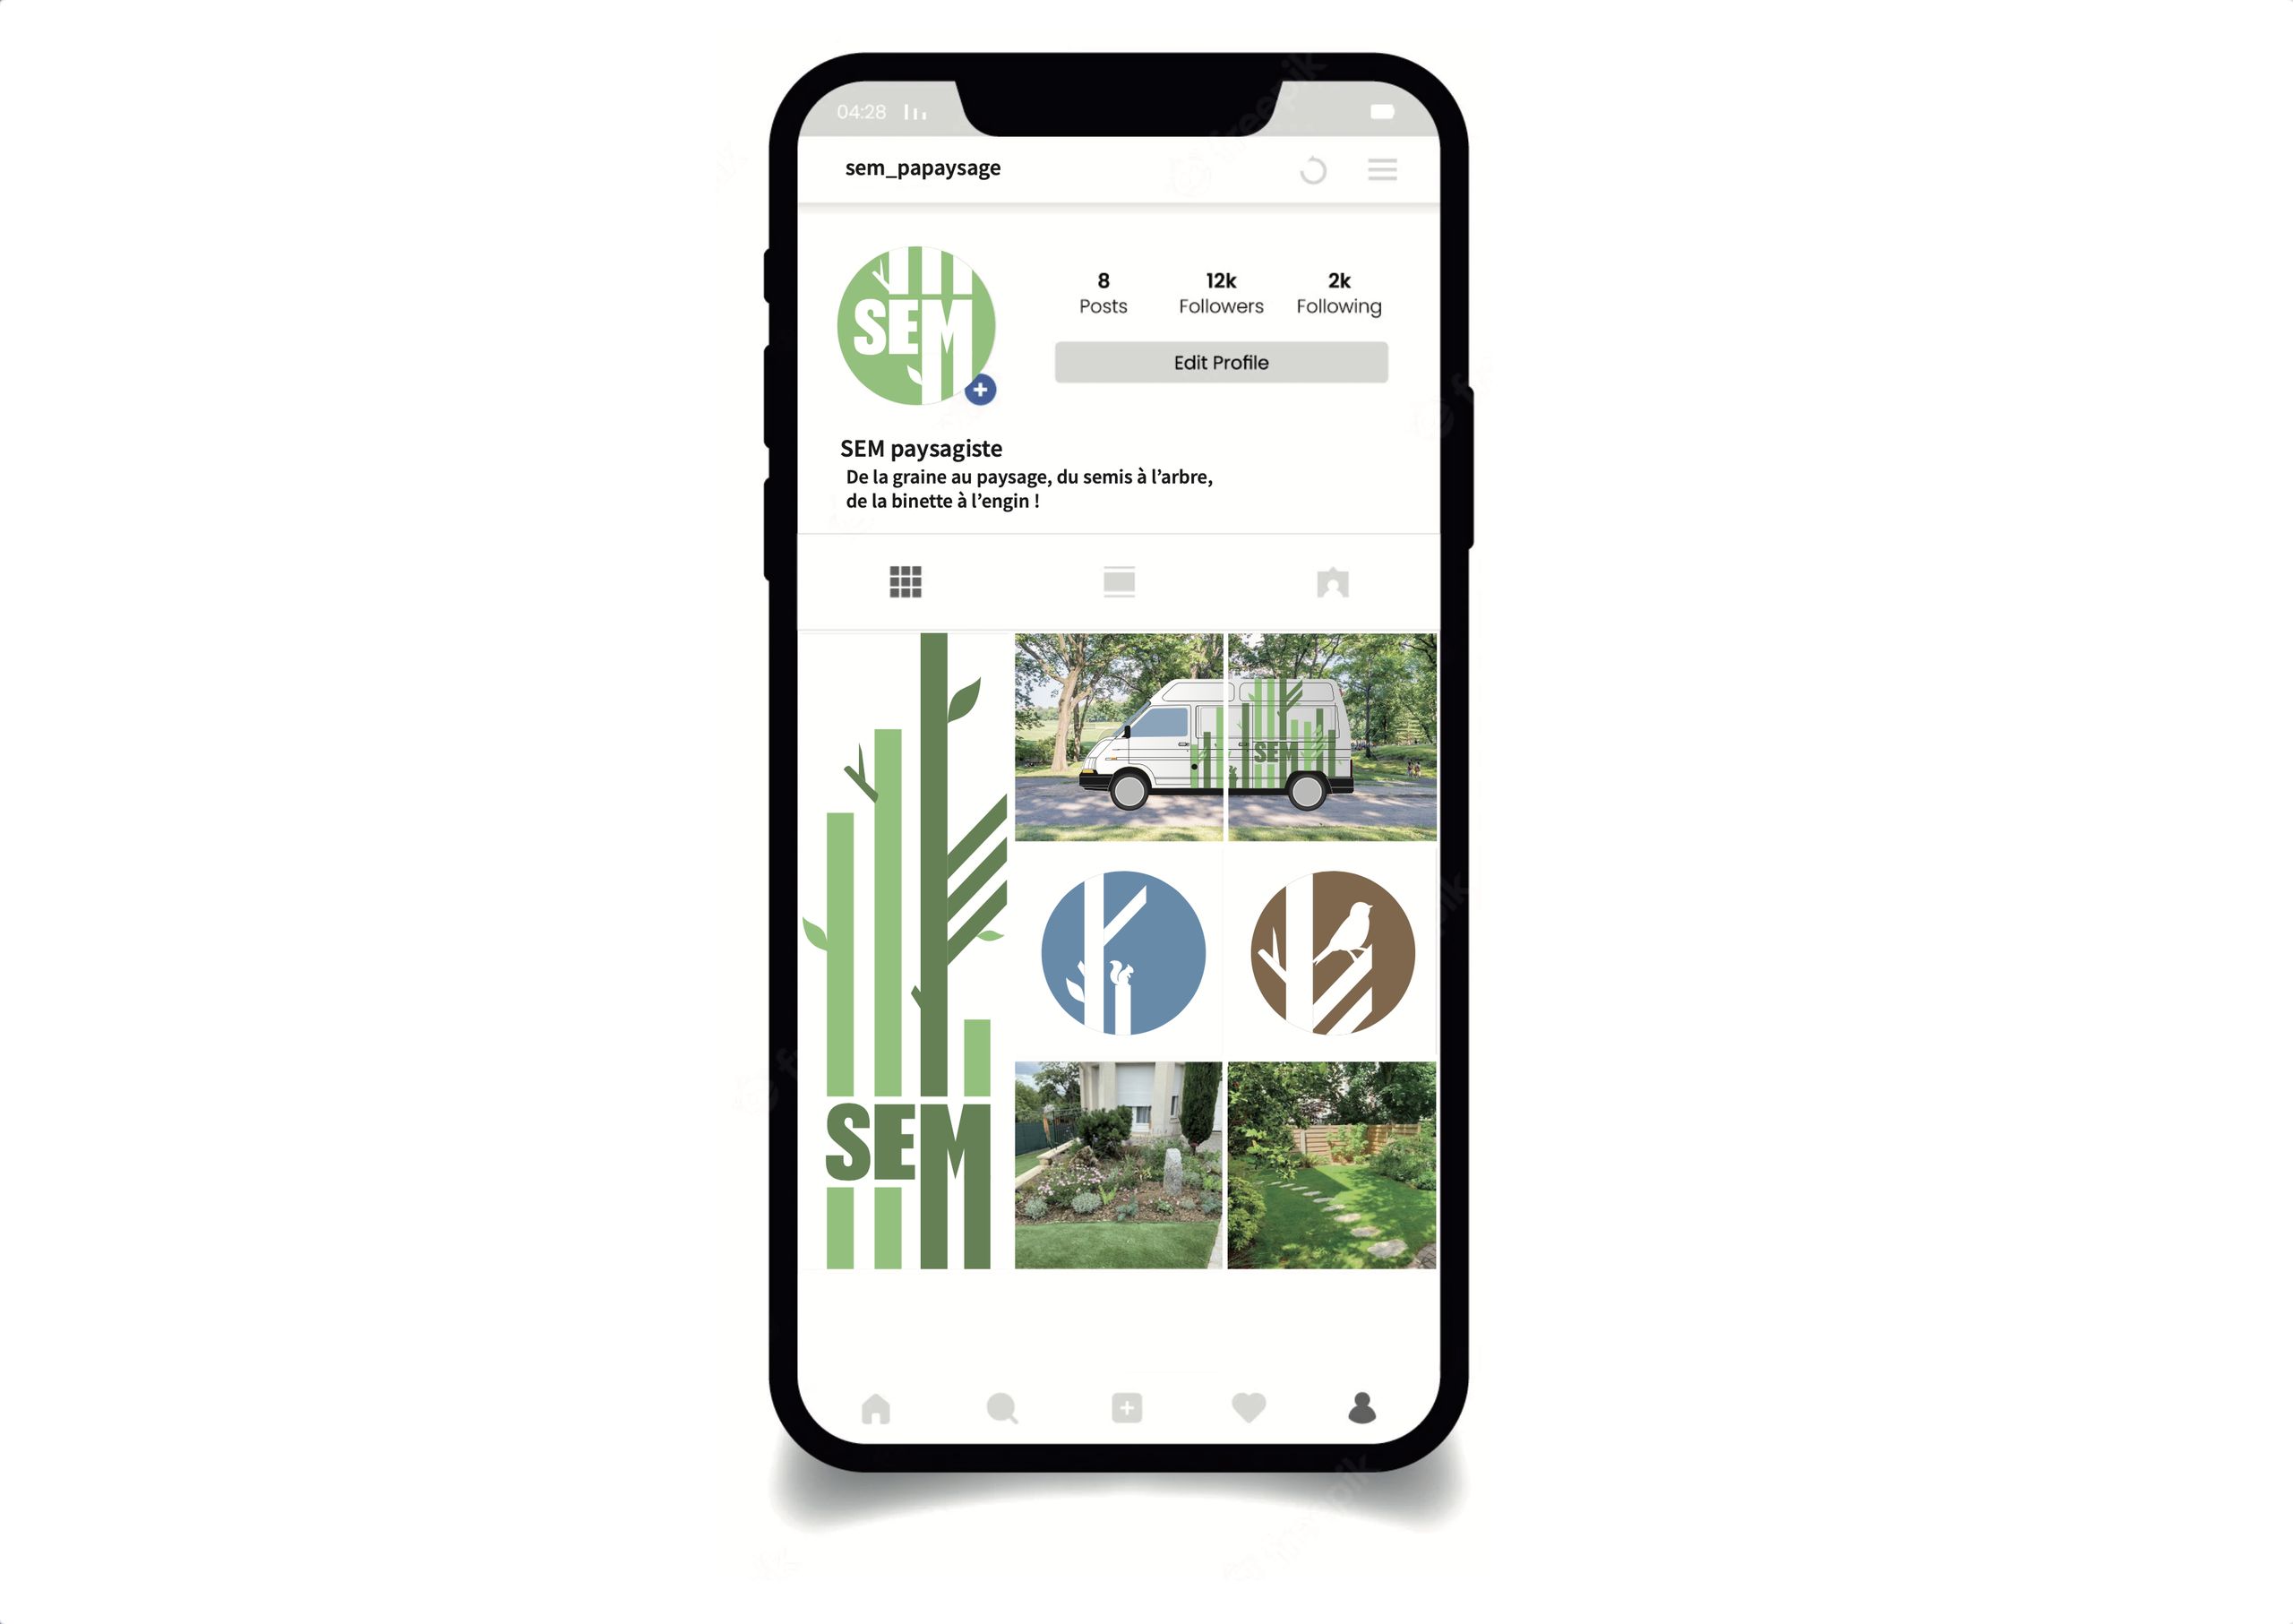 04:28
sem_papaysage
SEM
8
Posts
12k
Followers
2k
Following
Edit Profile
SEM paysagiste
De la graine au paysage, du semis à l’arbre,
de la binette à l’engin !
SEM
SEM
freepik